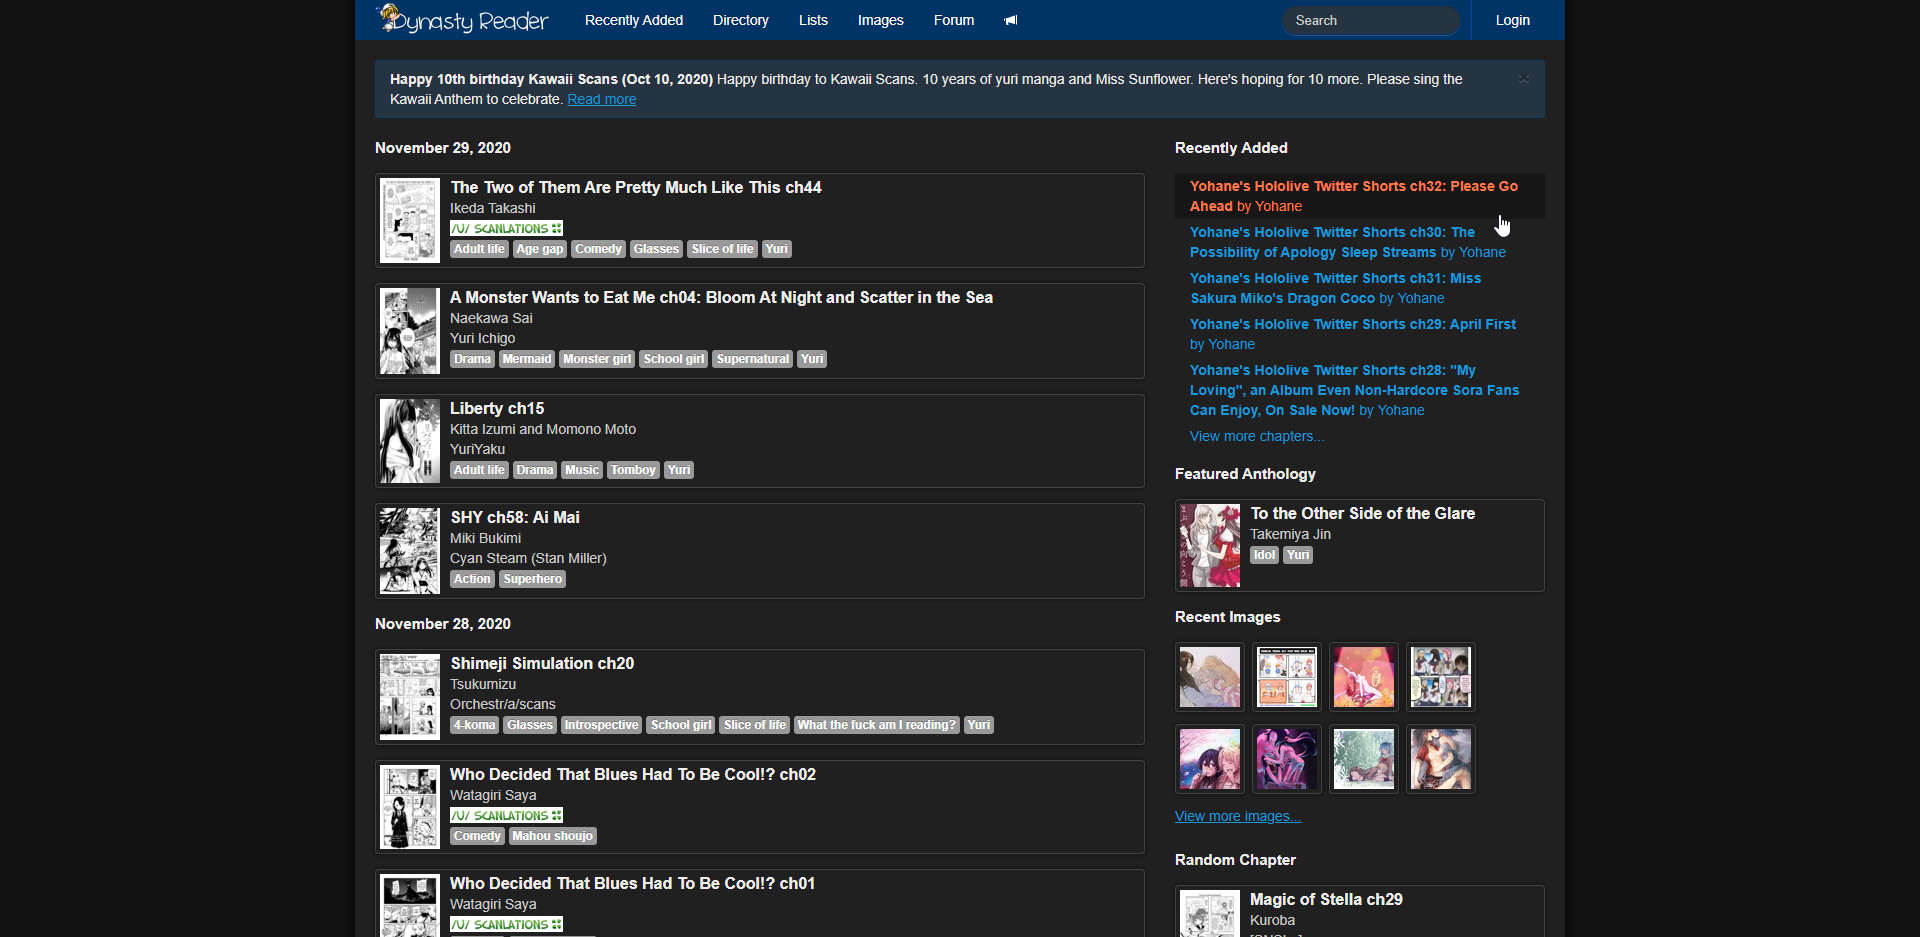 Dynasty Reader
Recently Added
Directory
Lists
Images
Forum
Search
Login
Happy 10th birthday Kawaii Scans (Oct 10, 2020) Happy birthday to Kawaii Scans. 10 years of yuri manga and Miss Sunflower. Here's hoping for 10 more. Please sing the
Kawaii Anthem to celebrate. Read more
×
November 29, 2020
The Two of Them Are Pretty Much Like This ch44
Ikeda Takashi
/U/ SCANLATIONS
Adult life Age gap Comedy Glasses Slice of life Yuri
A Monster Wants to Eat Me ch04: Bloom At Night and Scatter in the Sea
Naekawa Sai
Yuri Ichigo
Drama Mermaid Monster girl School girl Supernatural Yuri
Liberty ch15
Kitta Izumi and Momono Moto
YuriYaku
Adult life Drama Music Tomboy Yuri
SHY ch58: Ai Mai
Miki Bukimi
Cyan Steam (Stan Miller)
Action Superhero
November 28, 2020
Shimeji Simulation ch20
Tsukumizu
Orchestr/a/scans
4-koma Glasses Introspective School girl Slice of life What the fuck am I reading? Yuri
Who Decided That Blues Had To Be Cool!? ch02
Watagiri Saya
/U/ SCANLATIONS
Comedy Mahou shoujo
Who Decided That Blues Had To Be Cool!? ch01
Watagiri Saya
/U/ SCANLATIONS
Recently Added
Yohane's Hololive Twitter Shorts ch32: Please Go
Ahead by Yohane
Yohane's Hololive Twitter Shorts ch30: The
Possibility of Apology Sleep Streams by Yohane
Yohane's Hololive Twitter Shorts ch31: Miss
Sakura Miko's Dragon Coco by Yohane
Yohane's Hololive Twitter Shorts ch29: April First
by Yohane
Yohane's Hololive Twitter Shorts ch28: "My
Loving", an Album Even Non-Hardcore Sora Fans
Can Enjoy, On Sale Now! by Yohane
View more chapters...
Featured Anthology
To the Other Side of the Glare
Takemiya Jin
Idol Yuri
Recent Images
View more images...
Random Chapter
Magic of Stella ch29
Kuroba